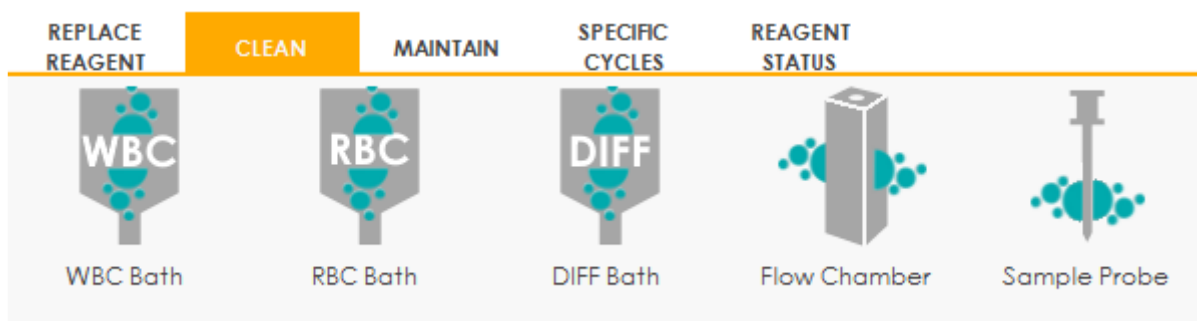 REPLACE
REAGENT
CLEAN
MAINTAIN
SPECIFIC
CYCLES
REAGENT
STATUS
WBC
RBC
DIFF
WBC Bath
RBC Bath
DIFF Bath
Flow Chamber
Sample Probe